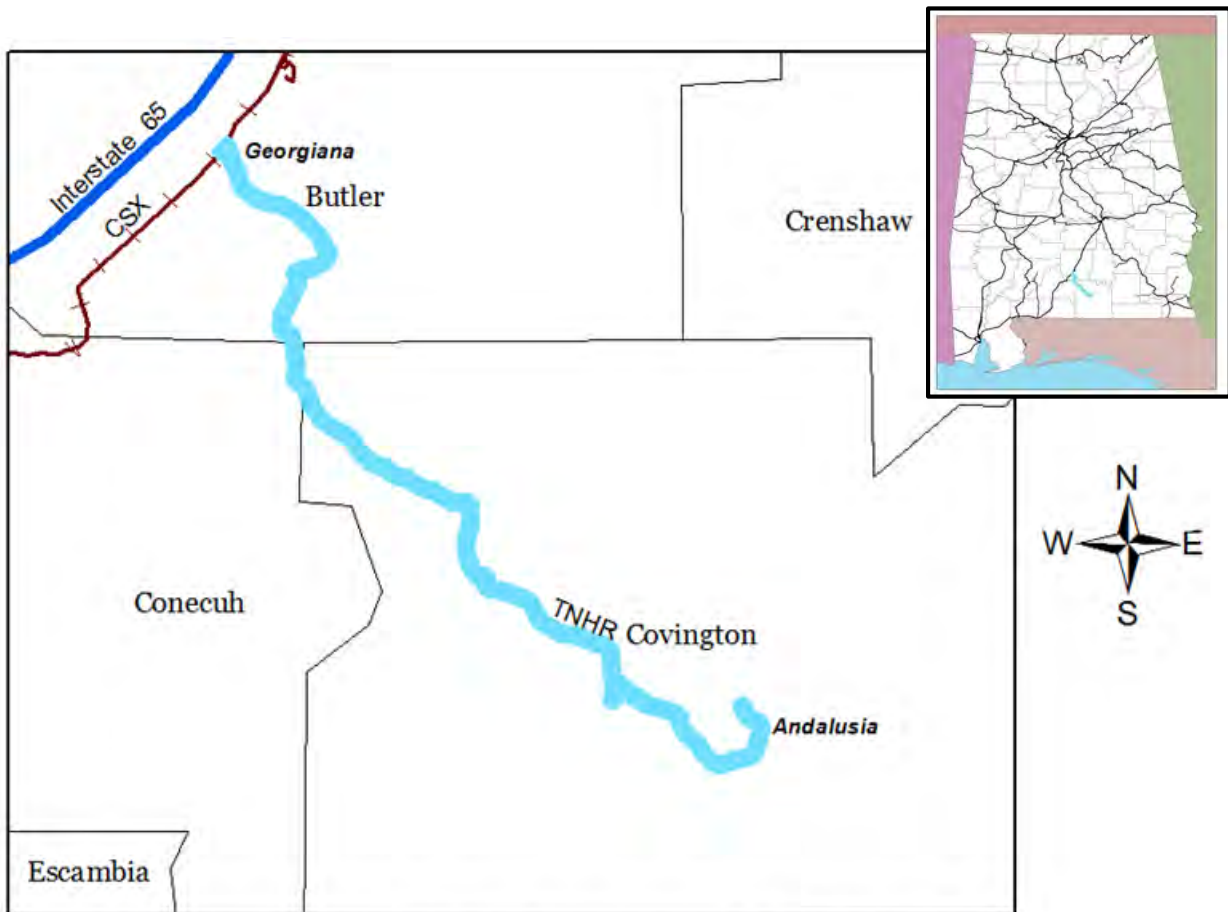 Interstate 65
CSX
Georgiana
Butler
Crenshaw
Conecuh
TNHR
Covington
Andalusia
Escambia
N
W
E
S